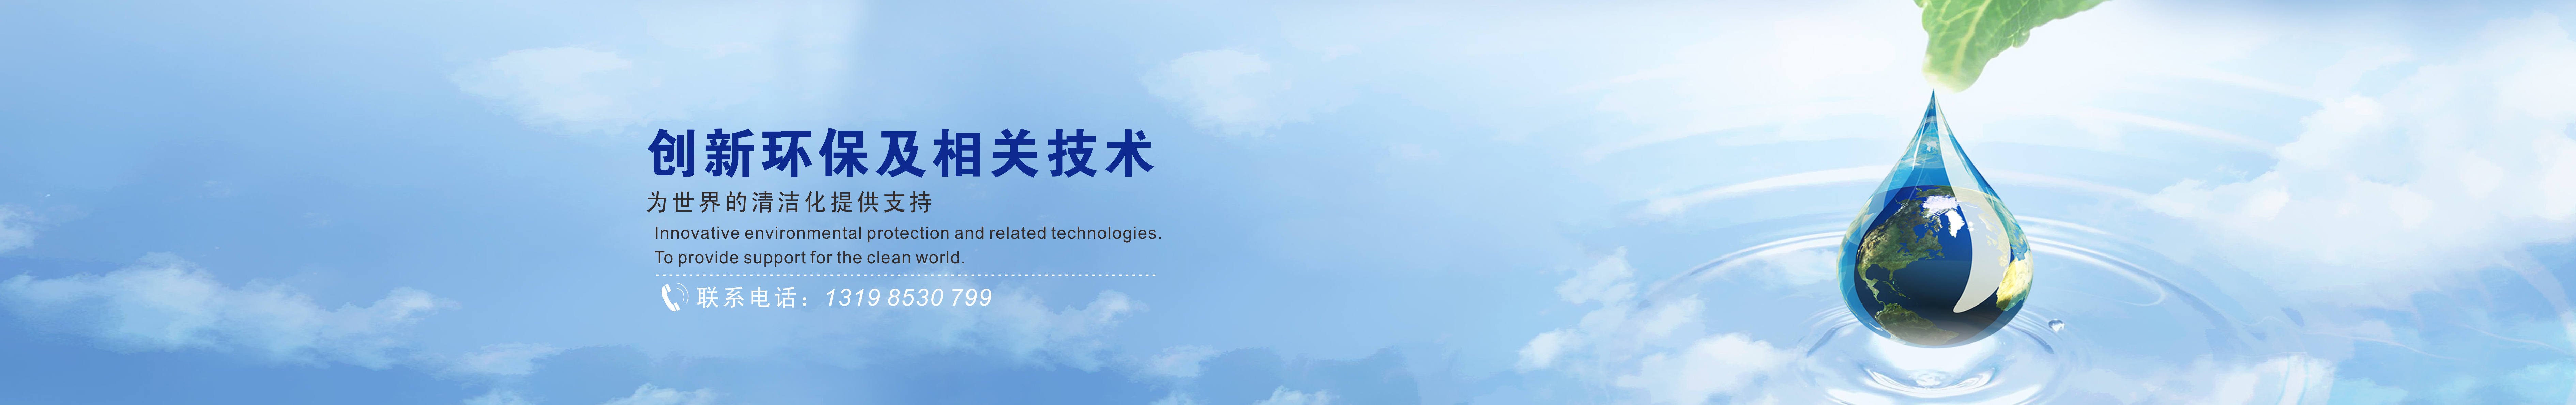 创新环保及相关技术
为世界的清洁化提供支持
Innovative environmental protection and related technologies.
To provide support for the clean world.
联系电话：1319 8530 799